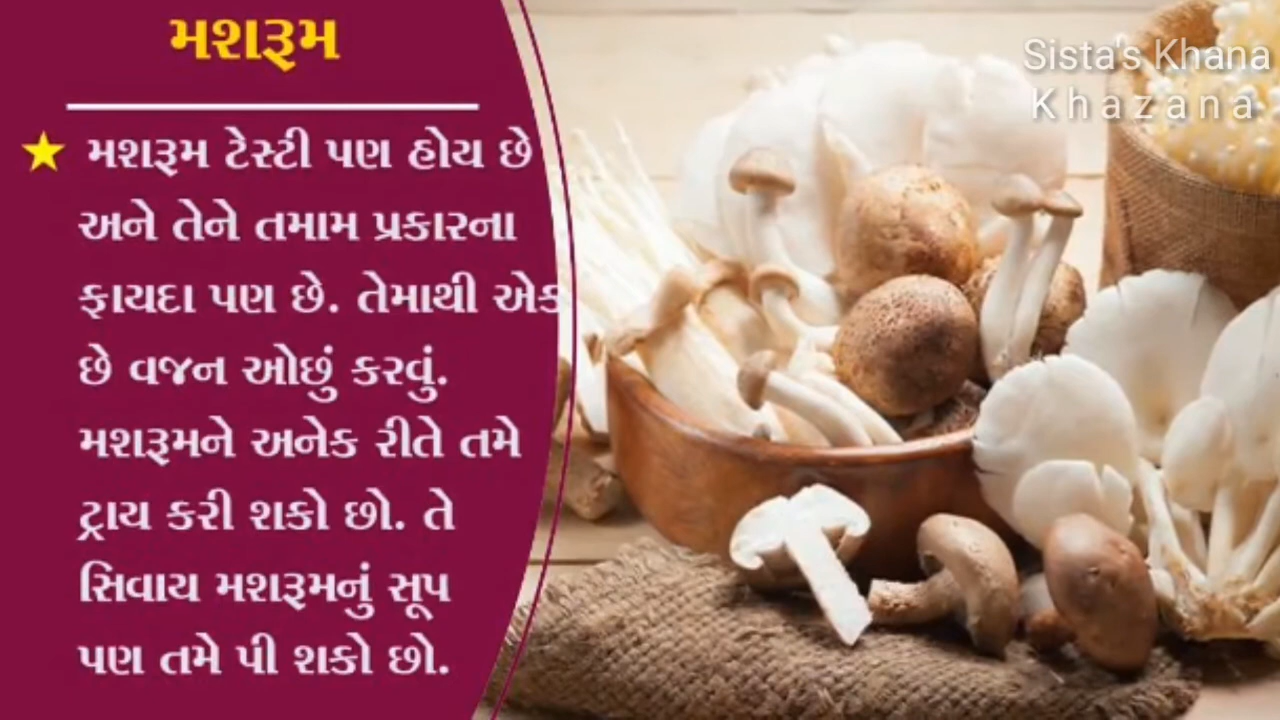 મશરૂમ
મશરૂમ ટેસ્ટી પણ હોય છે
અને તેને તમામ પ્રકારના
ફાયદા પણ છે. તેમાથી એક
છે વજન ઓછું કરવું.
મશરૂમને અનેક રીતે તમે
ટ્રાય કરી શકો છો. તે
સિવાય મશરૂમનું સૂપ
પણ તમે પી શકો છો.
Sista's Khana
Khazana